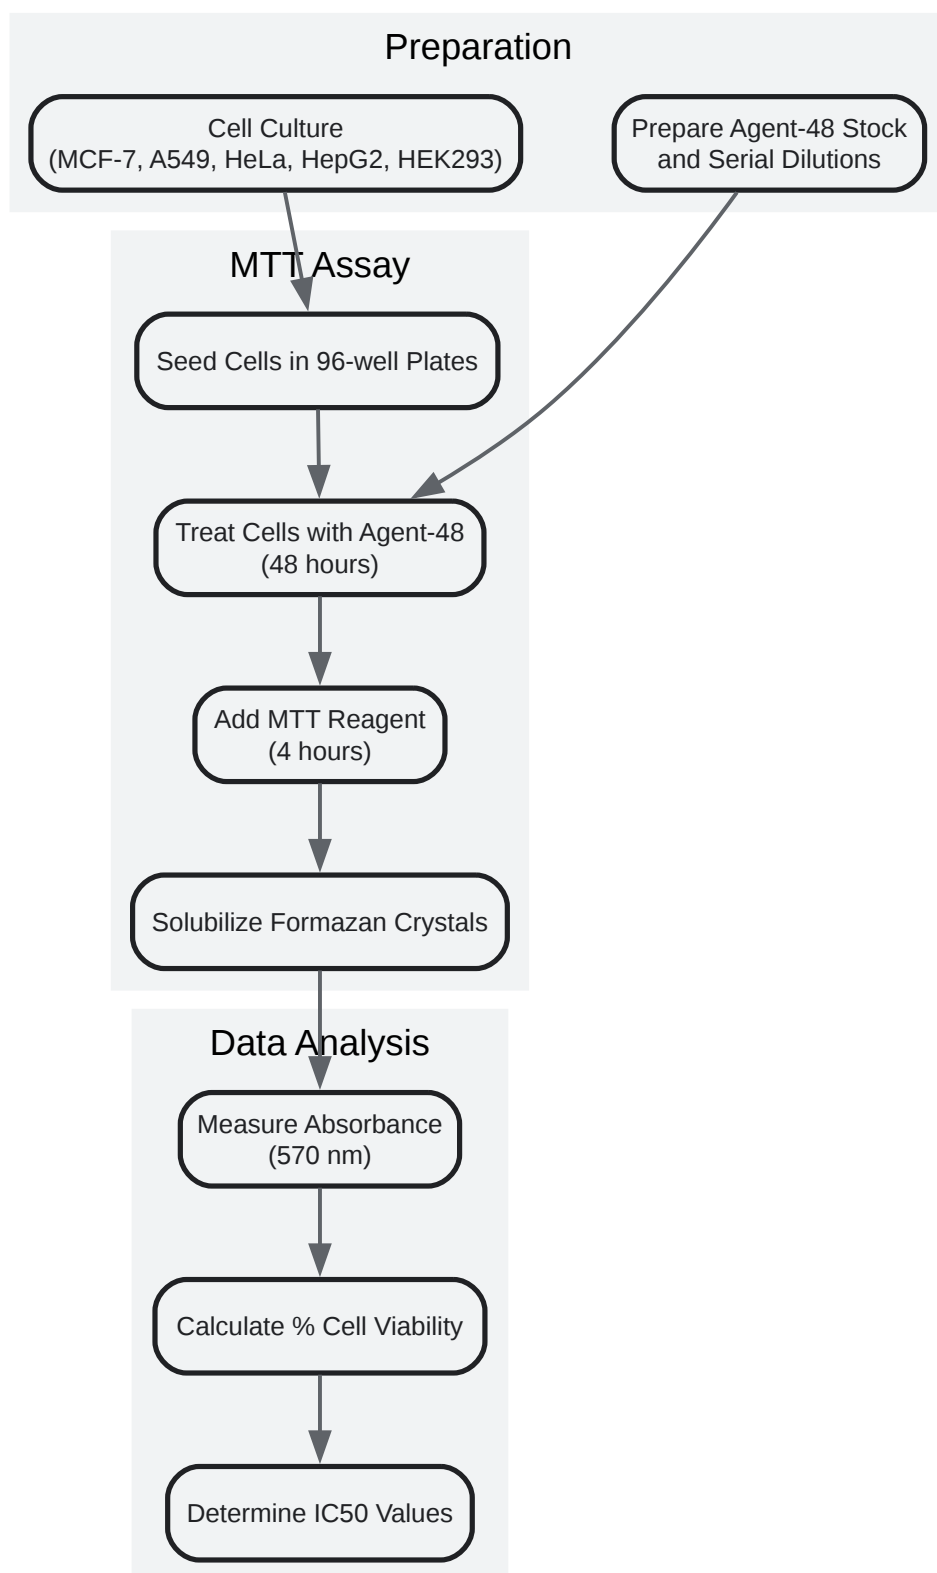 Preparation
Cell Culture
(MCF-7, A549, HeLa, HepG2, HEK293)
Prepare Agent-48 Stock
and Serial Dilutions
MTT Assay
Seed Cells in 96-well Plates
Treat Cells with Agent-48
(48 hours)
Add MTT Reagent
(4 hours)
Solubilize Formazan Crystals
Data Analysis
Measure Absorbance
(570 nm)
Calculate % Cell Viability
Determine IC50 Values